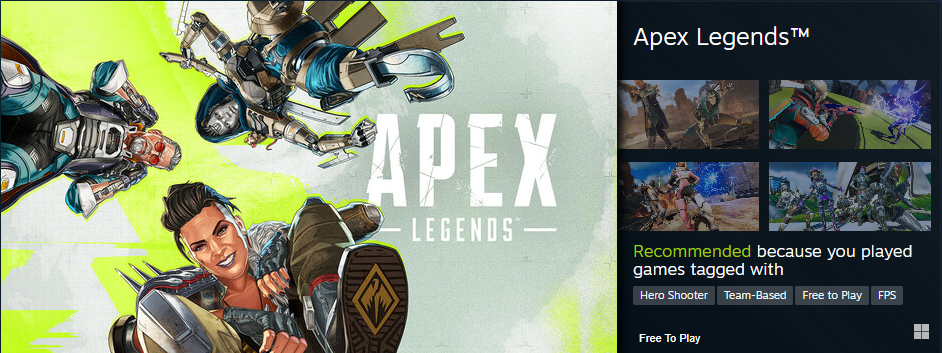 APEX
LEGENDS™
Apex Legends™
Recommended because you played
games tagged with
Hero Shooter
Team-Based
Free to Play
FPS
Free To Play